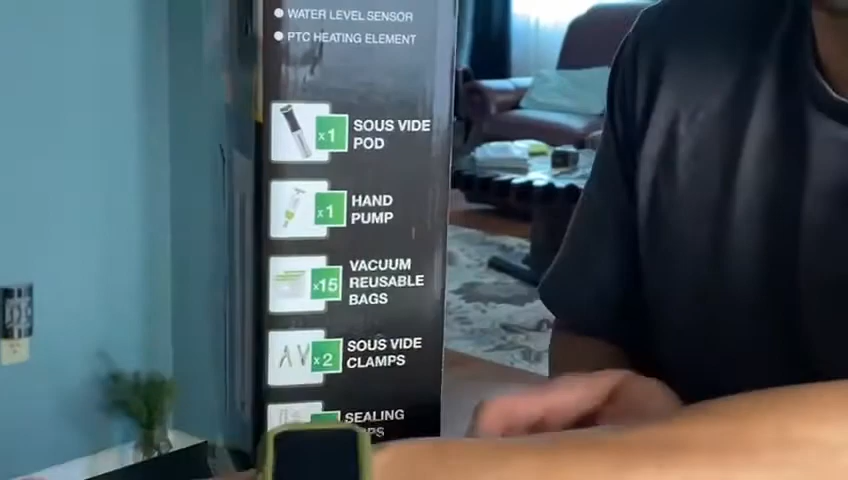 WATER LEVEL SENSOR
PTC HEATING ELEMENT
x1
SOUS VIDE
POD
x1
HAND
PUMP
x15
VACUUM
REUSABLE
BAGS
x2
SOUS VIDE
CLAMPS
SEALING